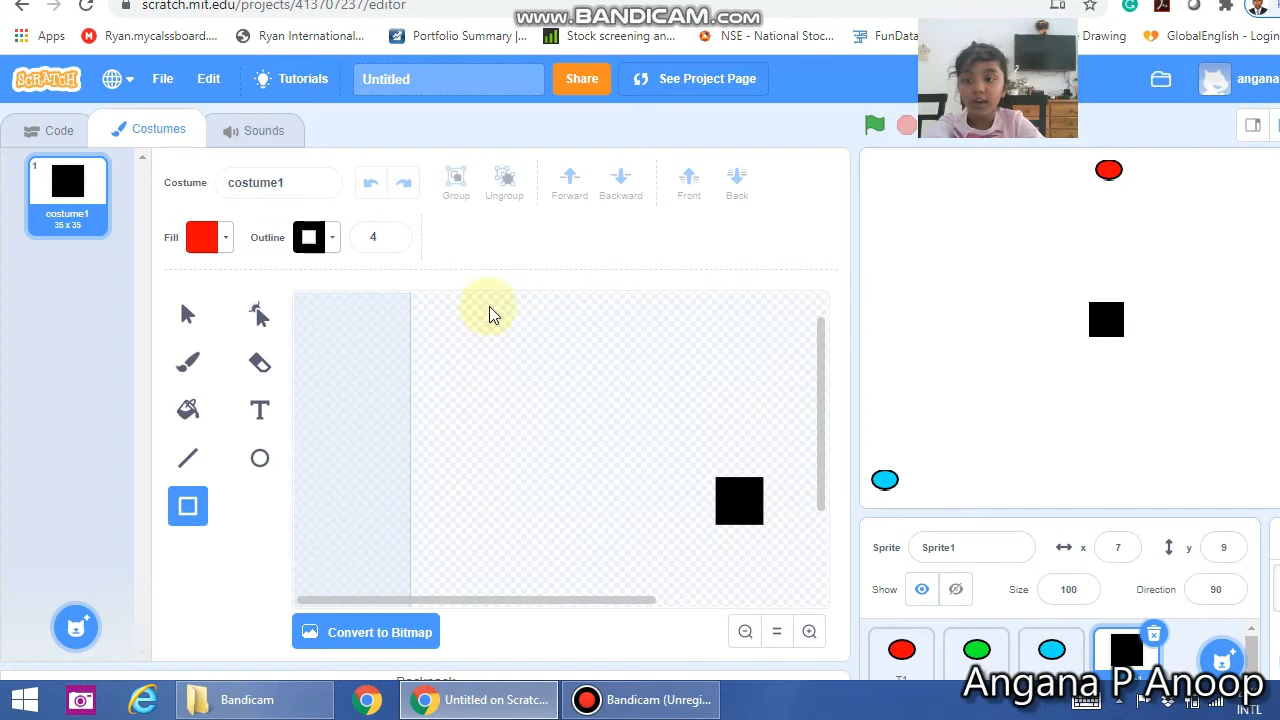 scratch.mit.edu/projects/413707237/editor
www.BANDICAM.com
Apps
Ryan.mycalssboard....
Ryan International...
Portfolio Summary |...
Stock screening an...
NSE - National Stoc...
FunData
Drawing
GlobalEnglish - Login
SCRATCH
File
Edit
Tutorials
Untitled
Share
See Project Page
angana
Code
Costumes
Sounds
1
costume1
35 x 35
Costume
costume1
Group
Ungroup
Forward
Backward
Front
Back
Fill
Outline
4
T
Convert to Bitmap
Sprite
Sprite1
x
7
y
9
Show
Size
100
Direction
90
Bandicam
Untitled on Scratc...
Bandicam (Unregi...
Angana P Anoop
INTL